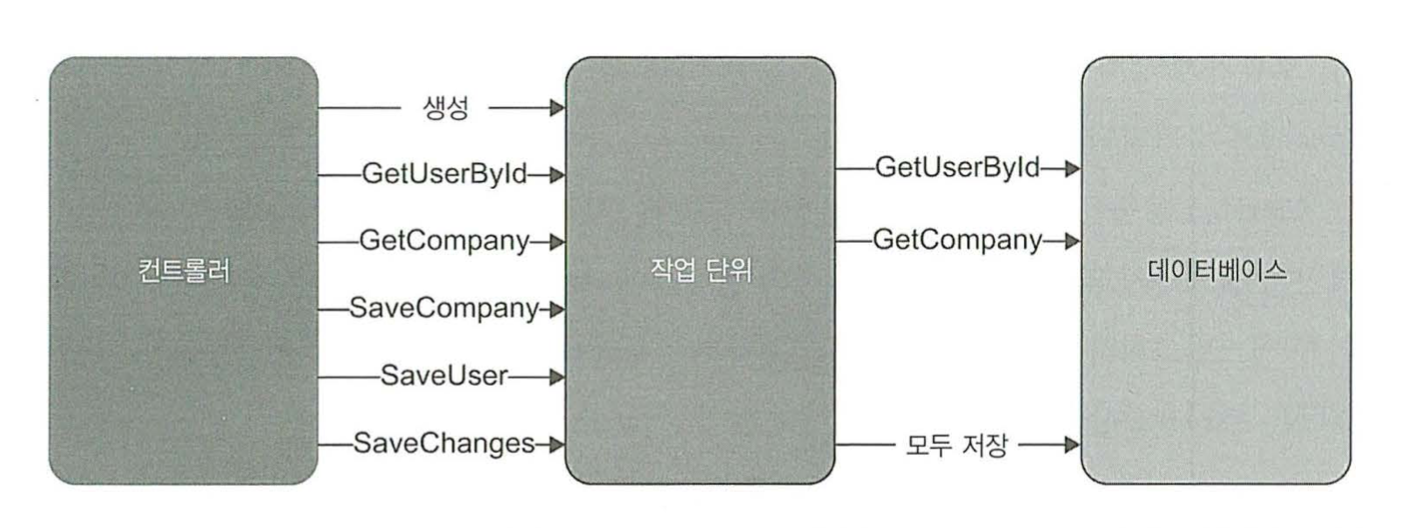 컨트롤러
생성
GetUserById
GetCompany
SaveCompany
SaveUser
SaveChanges
작업 단위
GetUserById
GetCompany
모두 저장
데이터베이스